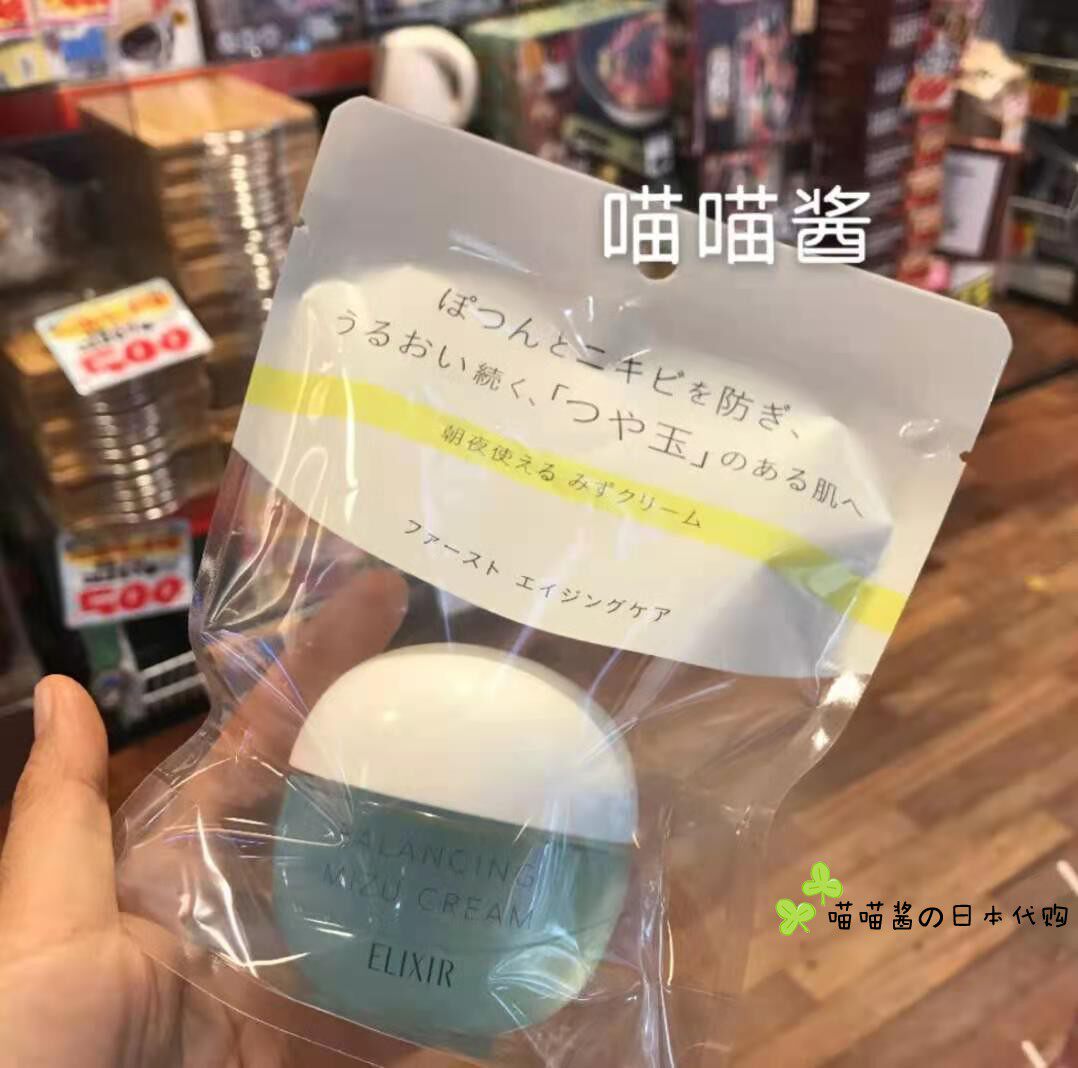 喵喵酱
ぽつんとニキビを防ぎ、
うるおい続く、「つや玉」のある肌へ
朝夜使える みずクリーム
ファースト エイジングケア
500
500
BALANCING
MIZU CREAM
ELIXIR
喵喵酱の日本代购